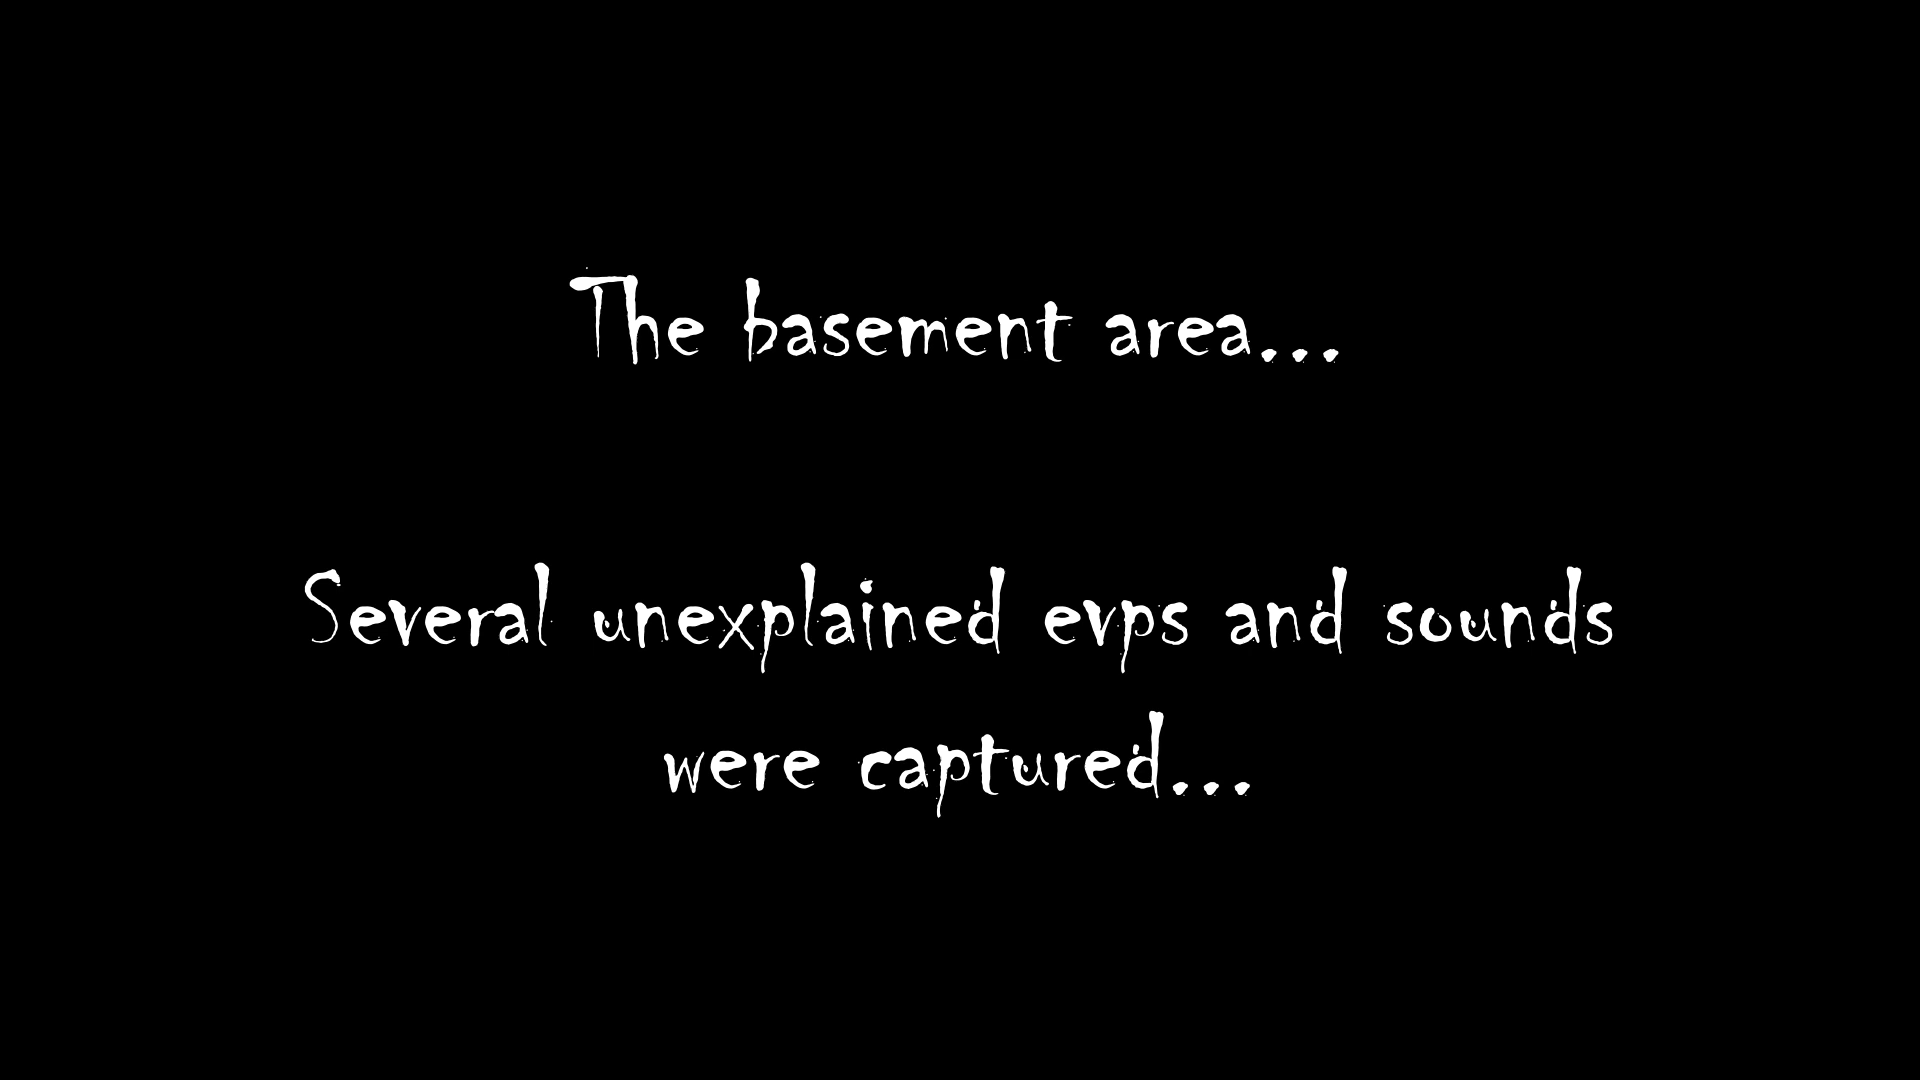 The basement area...
Several unexplained evps and sounds
were captured...